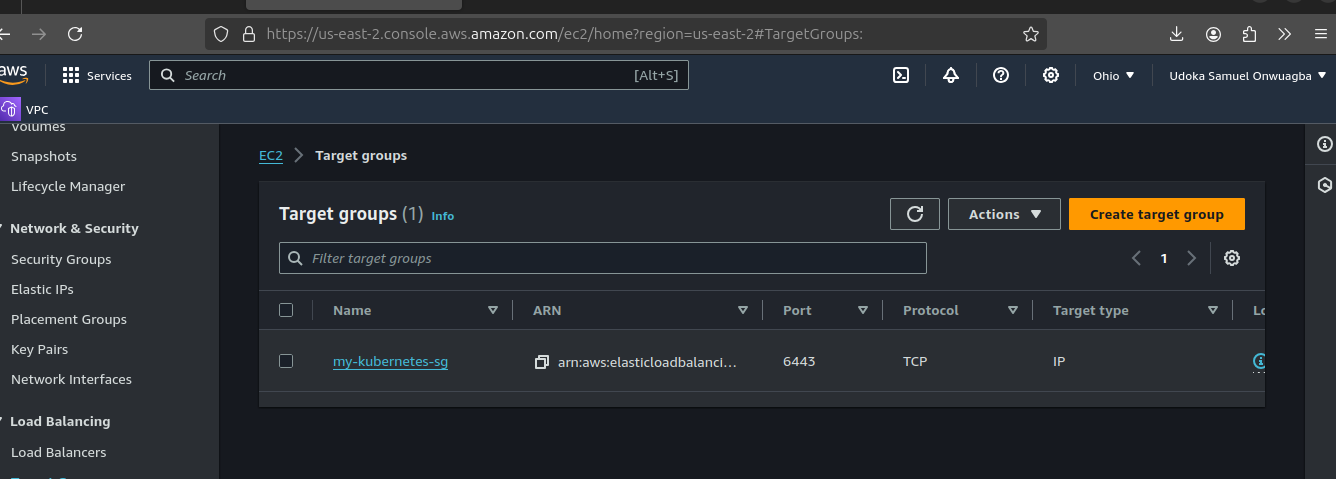 https://us-east-2.console.aws.amazon.com/ec2/home?region=us-east-2#TargetGroups:
aws
Services
Search
[Alt+S]
Ohio
Udoka Samuel Onwuagba
VPC
Volumes
Snapshots
Lifecycle Manager
Network & Security
Security Groups
Elastic IPs
Placement Groups
Key Pairs
Network Interfaces
Load Balancing
Load Balancers
EC2
Target groups
Target groups (1) Info
Actions
Create target group
Filter target groups
1
Name ARN Port Protocol Target type
my-kubernetes-sg arn:aws:elasticloadbalanci... 6443 TCP IP